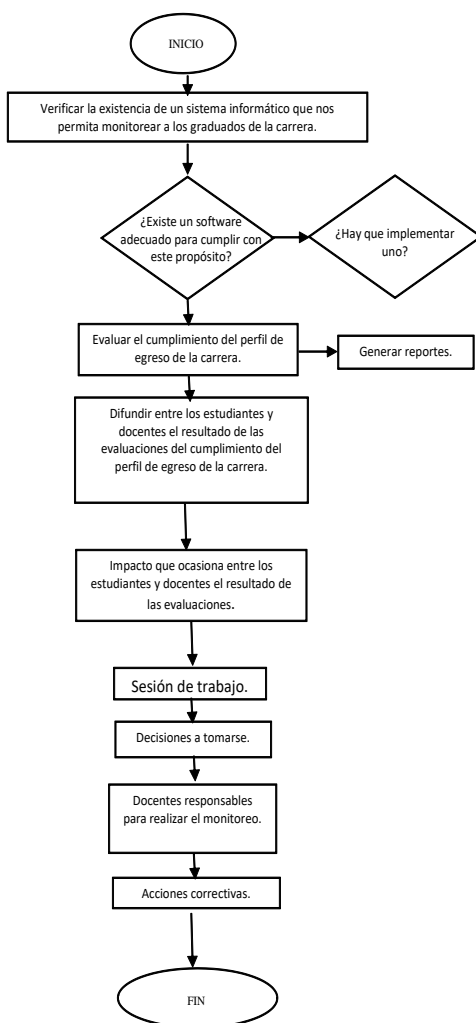 INICIO
Verificar la existencia de un sistema informático que nos
permita monitorear a los graduados de la carrera.
¿Existe un software
adecuado para cumplir con
este propósito?
¿Hay que implementar
uno?
Evaluar el cumplimiento del perfil de
egreso de la carrera.
Generar reportes.
Difundir entre los estudiantes y
docentes el resultado de las
evaluaciones del cumplimiento del
perfil de egreso de la carrera.
Impacto que ocasiona entre los
estudiantes y docentes el resultado de
las evaluaciones.
Sesión de trabajo.
Decisiones a tomarse.
Docentes responsables
para realizar el monitoreo.
Acciones correctivas.
FIN